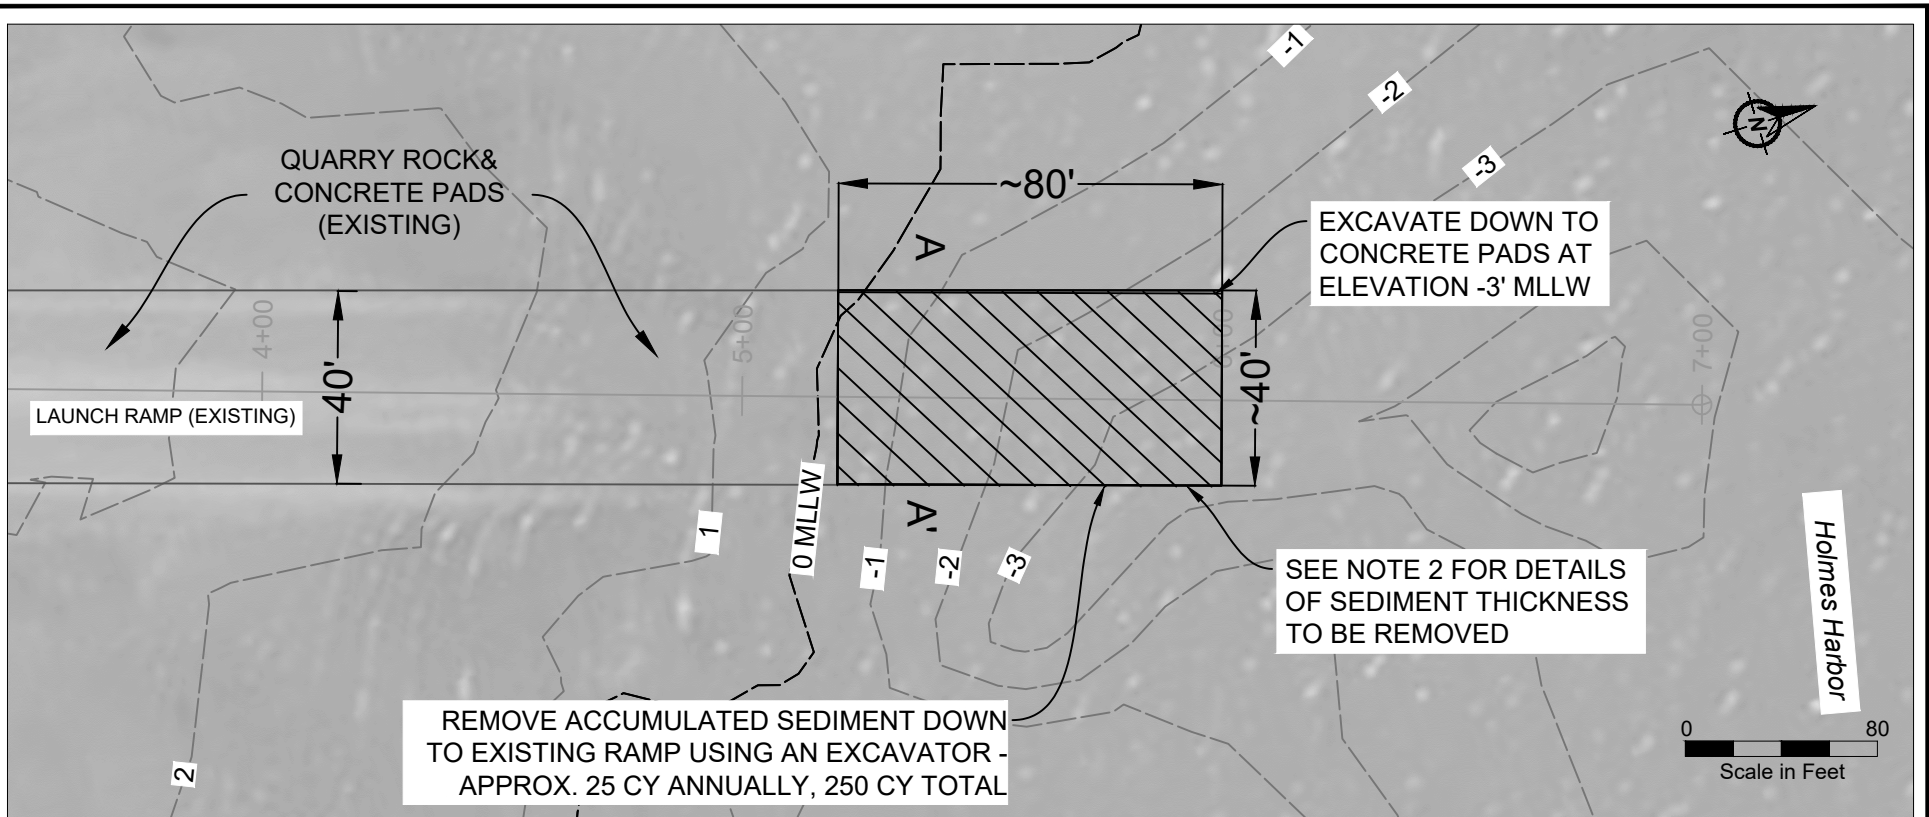 -1
-2
-3
N
QUARRY ROCK&
CONCRETE PADS
(EXISTING)
~80'
EXCAVATE DOWN TO
CONCRETE PADS AT
ELEVATION -3' MLLW
A
4+00
5+00
7+00
40'
~40'
LAUNCH RAMP (EXISTING)
0 MLLW
A'
1
-1
-2
-3
SEE NOTE 2 FOR DETAILS
OF SEDIMENT THICKNESS
TO BE REMOVED
Holmes Harbor
REMOVE ACCUMULATED SEDIMENT DOWN
TO EXISTING RAMP USING AN EXCAVATOR -
APPROX. 25 CY ANNUALLY, 250 CY TOTAL
2
0 80
Scale in Feet